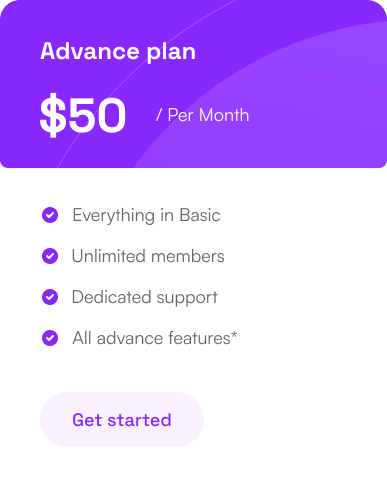 Advance plan
$50 / Per Month
Everything in Basic
Unlimited members
Dedicated support
All advance features*
Get started